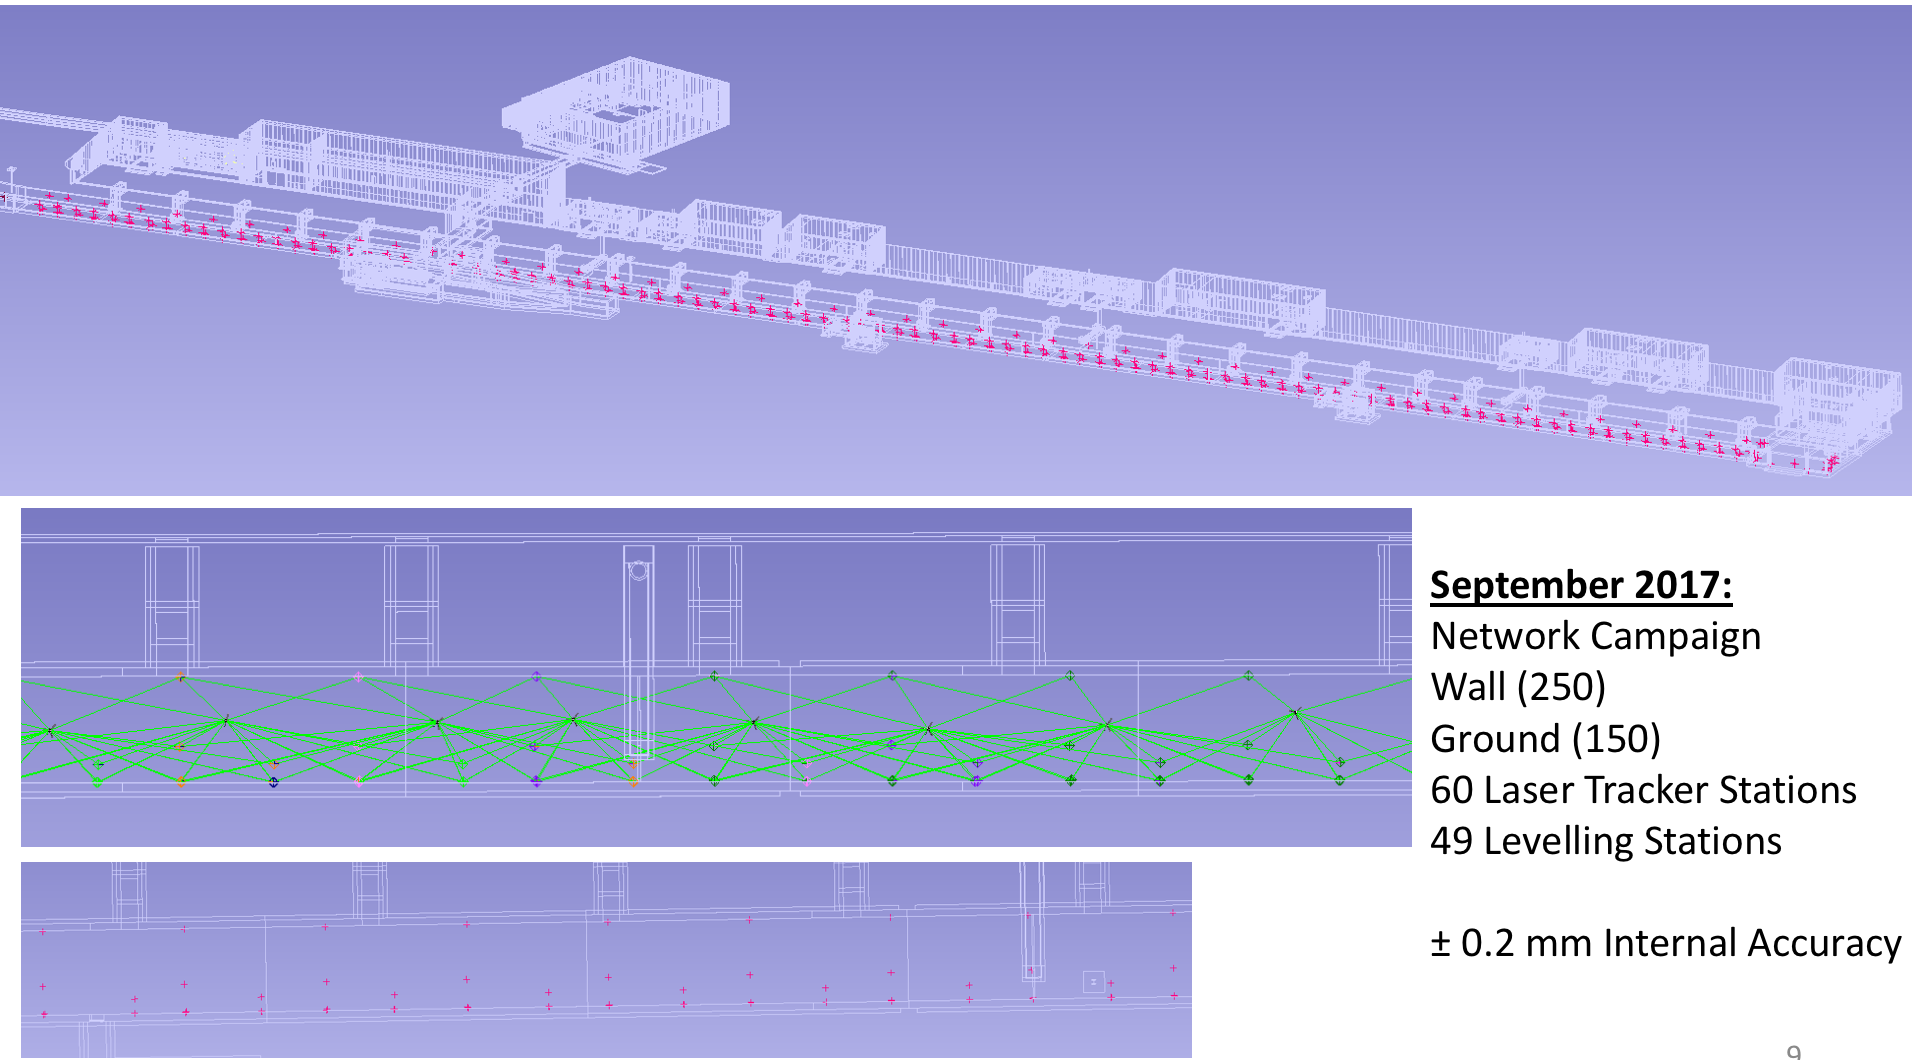 September 2017:
Network Campaign
Wall (250)
Ground (150)
60 Laser Tracker Stations
49 Levelling Stations
± 0.2 mm Internal Accuracy
9